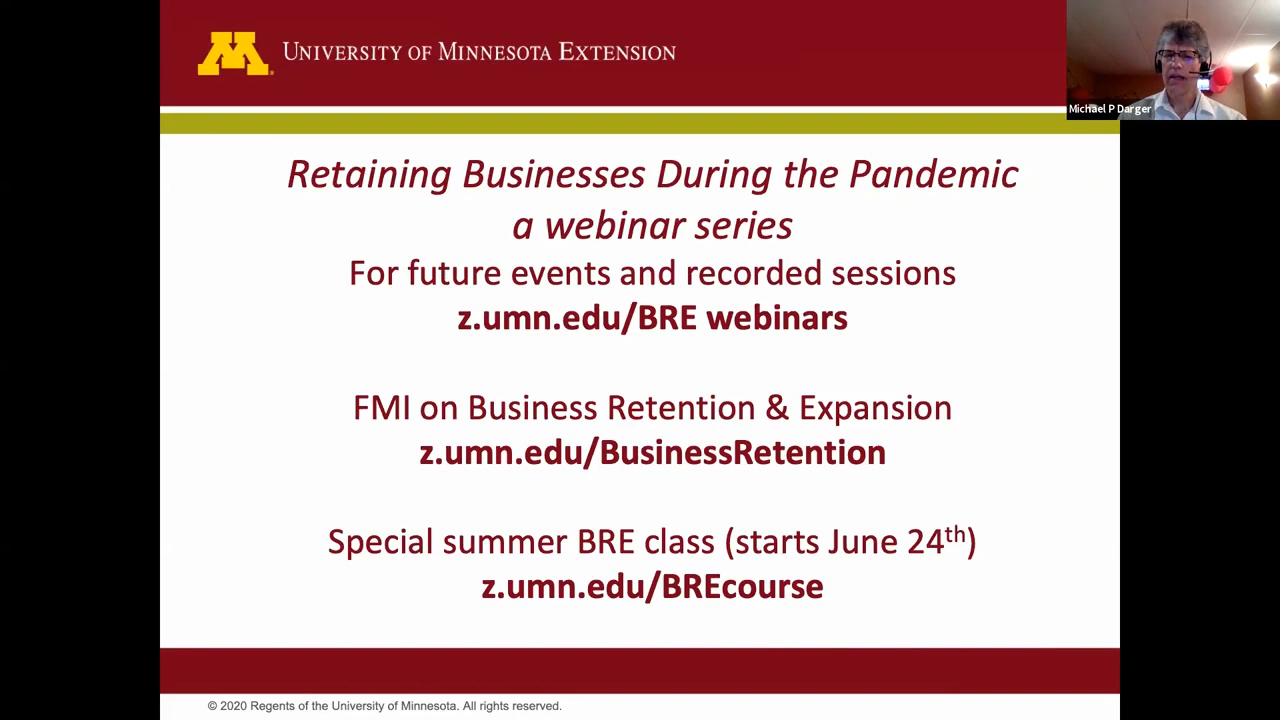 UNIVERSITY OF MINNESOTA EXTENSION
Michael P Darger
Retaining Businesses During the Pandemic
a webinar series
For future events and recorded sessions
z.umn.edu/BRE webinars
FMI on Business Retention & Expansion
z.umn.edu/BusinessRetention
Special summer BRE class (starts June 24th)
z.umn.edu/BREcourse
© 2020 Regents of the University of Minnesota. All rights reserved.